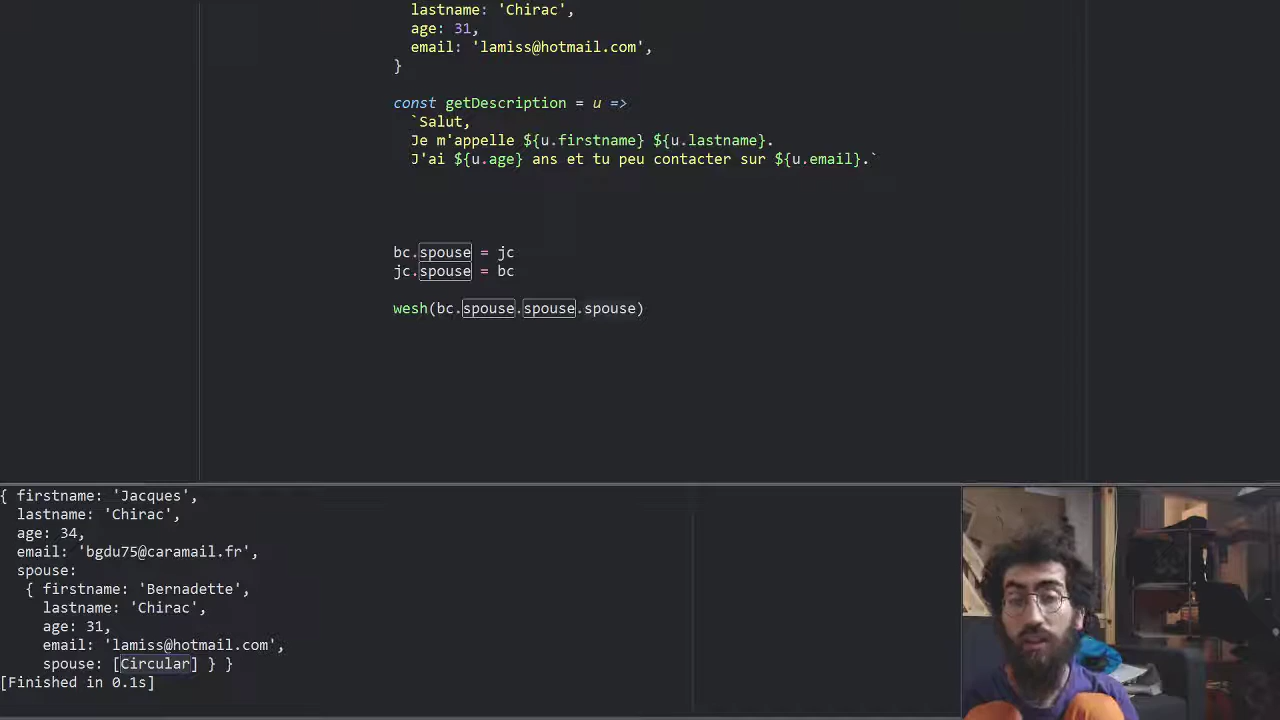 lastname: 'Chirac',
age: 31,
email: 'lamiss@hotmail.com',
}
const getDescription = u =>
`Salut,
Je m'appelle ${u.firstname} ${u.lastname}.
J'ai ${u.age} ans et tu peu contacter sur ${u.email}.`
bc.spouse = jc
jc.spouse = bc
wesh(bc.spouse.spouse.spouse)
{ firstname: 'Jacques',
lastname: 'Chirac',
age: 34,
email: 'bgdu75@caramail.fr',
spouse:
{ firstname: 'Bernadette',
lastname: 'Chirac',
age: 31,
email: 'lamiss@hotmail.com',
spouse: [Circular] } }
[Finished in 0.1s]